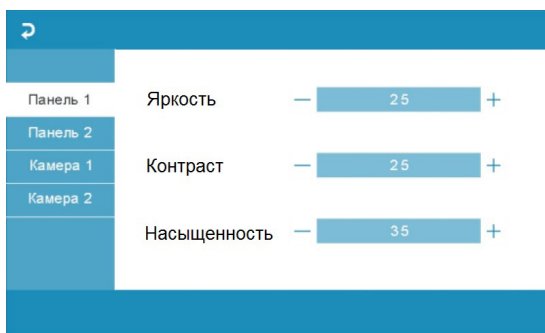 Панель 1
Панель 2
Камера 1
Камера 2
Яркость — 25 +
Контраст — 25 +
Насыщенность — 35 +